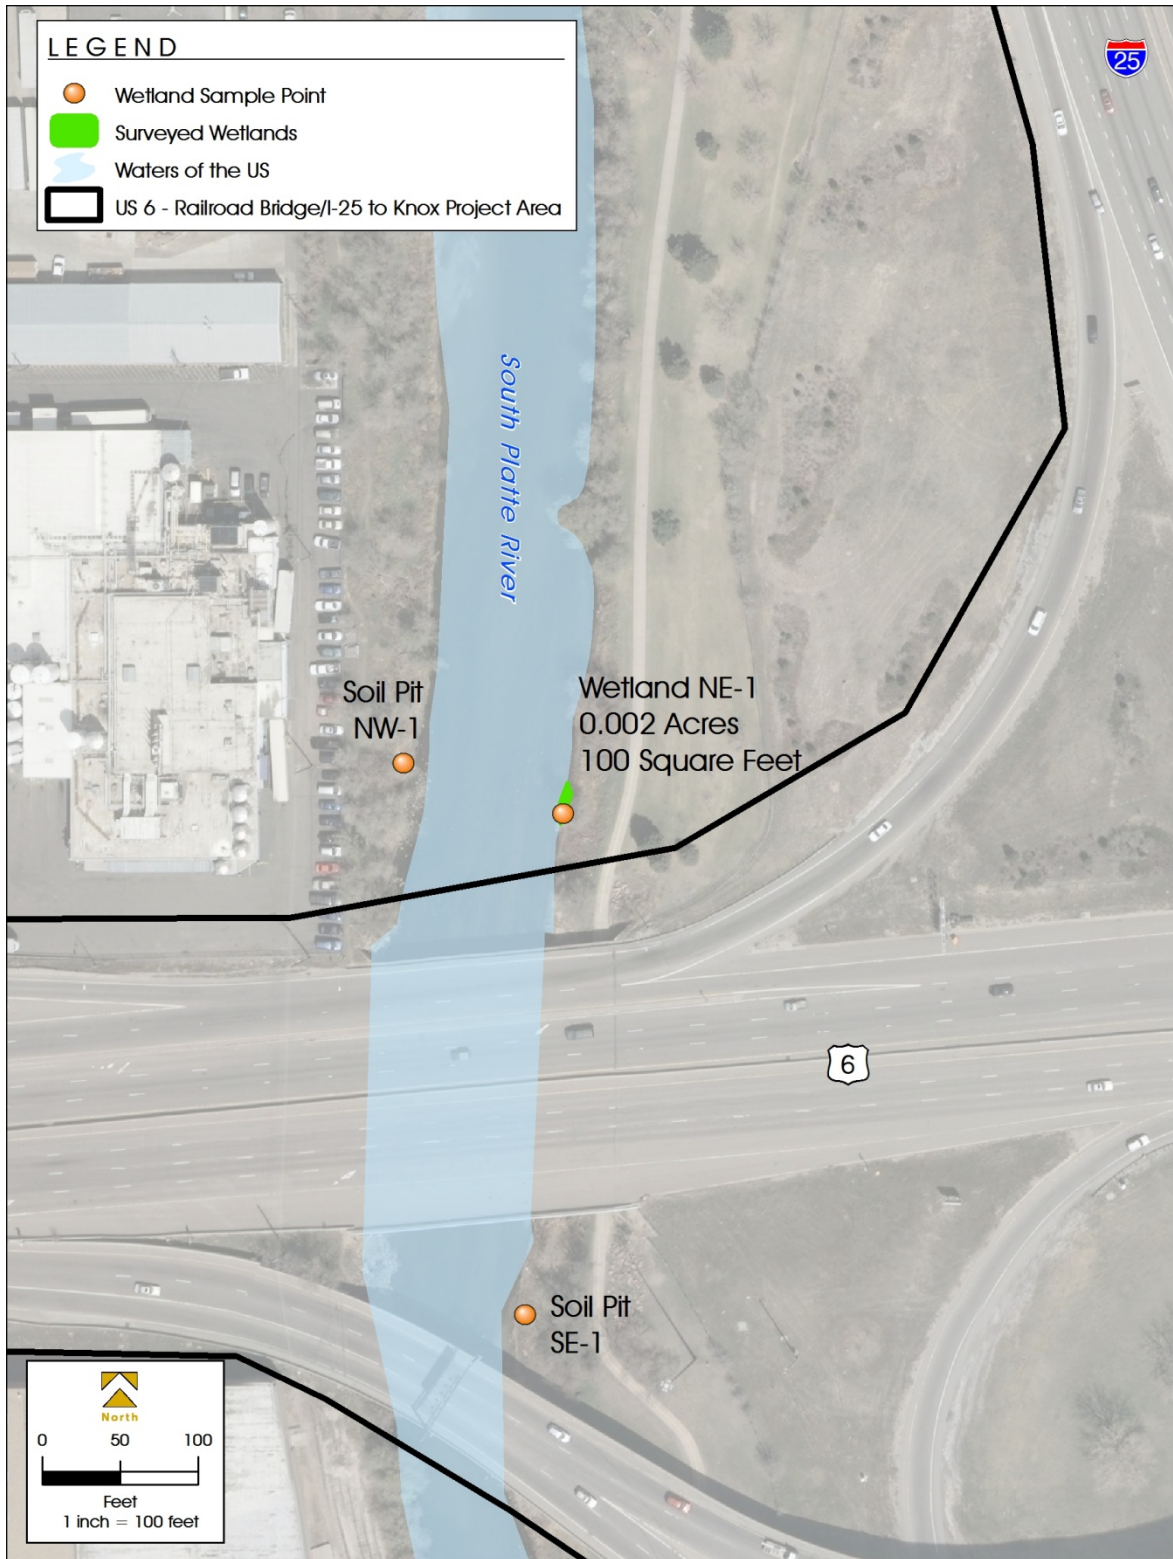 LEGEND
Wetland Sample Point
Surveyed Wetlands
Waters of the US
US 6 - Railroad Bridge/I-25 to Knox Project Area
25
South Platte River
Soil Pit
NW-1
Wetland NE-1
0.002 Acres
100 Square Feet
6
Soil Pit
SE-1
North
0 50 100
Feet
1 inch = 100 feet